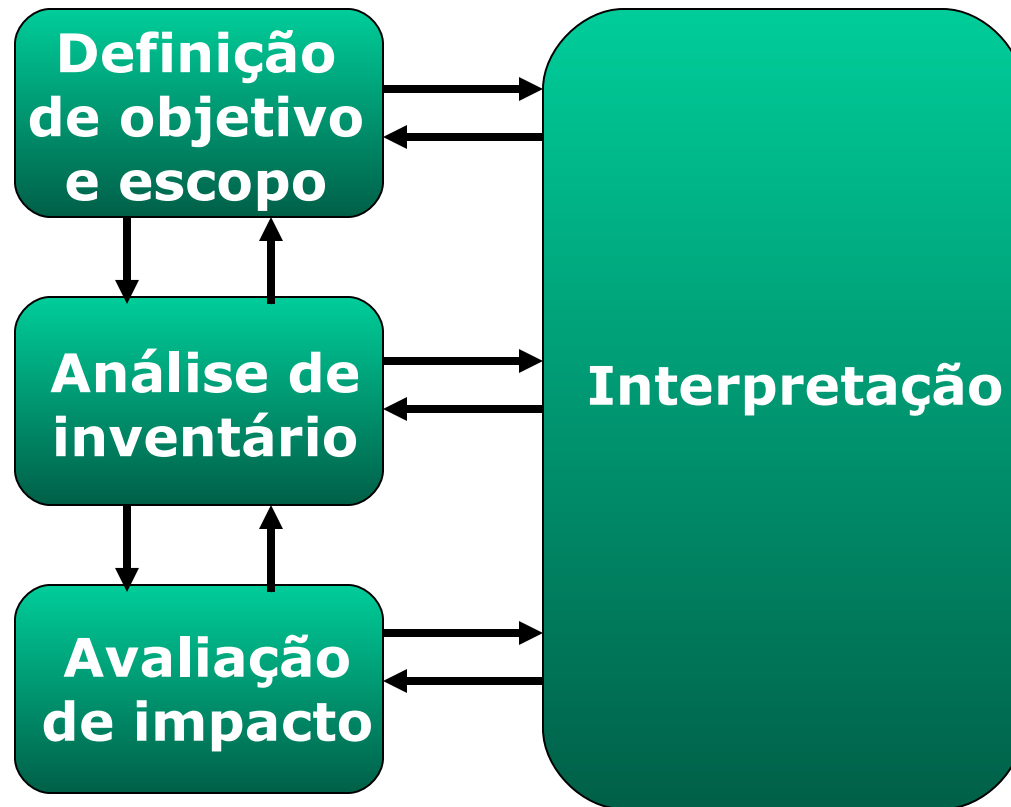 Definição
de objetivo
e escopo
Análise de
inventário
Interpretação
Avaliação
de impacto